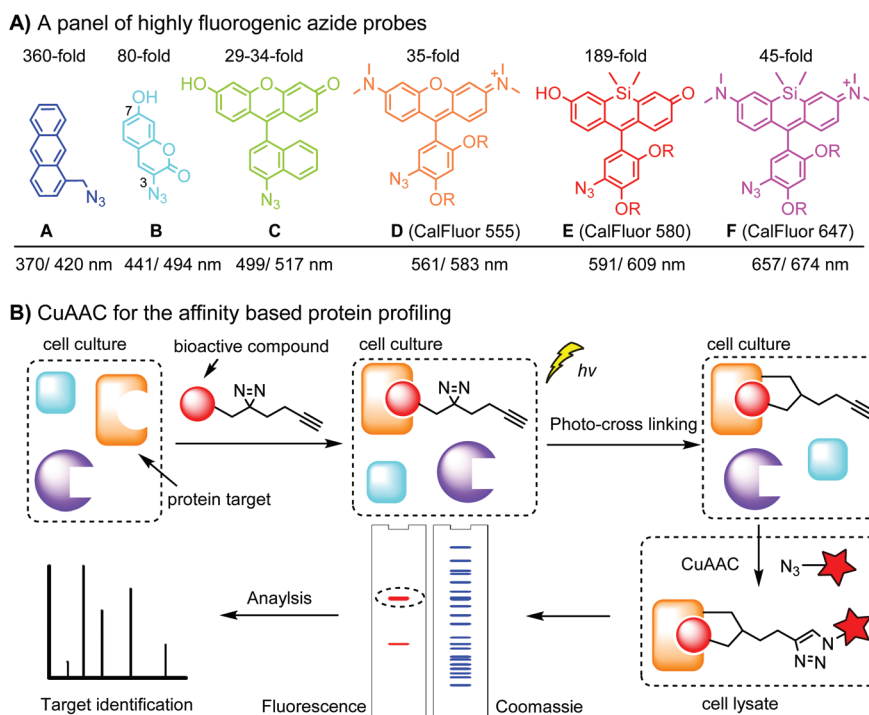 A) A panel of highly fluorogenic azide probes
360-fold 80-fold 29-34-fold 35-fold 189-fold 45-fold
OH HO O O N O N+ HO Si O N Si N+
7
O O
3
N3 N3 N3 OR N3 OR OR N3 OR OR N3 OR
A B C D (CalFluor 555) E (CalFluor 580) F (CalFluor 647)
370/ 420 nm 441/ 494 nm 499/ 517 nm 561/ 583 nm 591/ 609 nm 657/ 674 nm
B) CuAAC for the affinity based protein profiling
cell culture bioactive compound cell culture cell culture
hv
N=N N=N
Photo-cross linking
protein target
CuAAC N3
Anaylsis
N N=N
Target identification Fluorescence Coomassie cell lysate